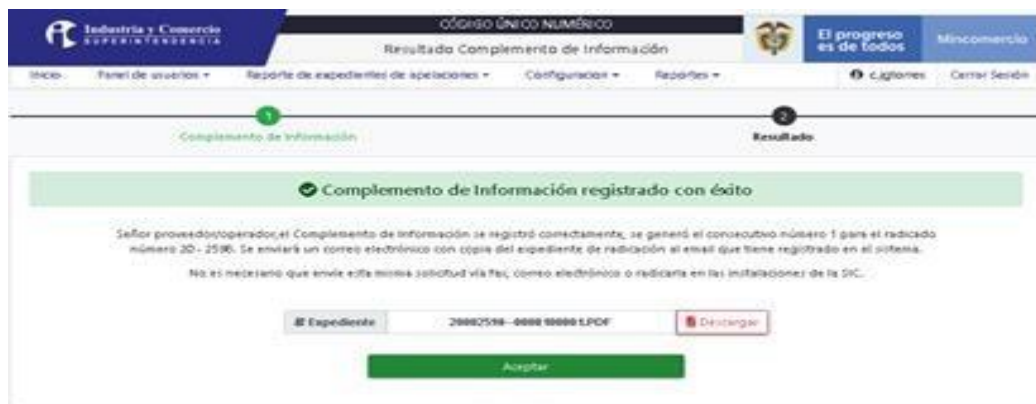 Industria y Comercio
SUPERINTENDENCIA
CÓDIGO ÚNICO NUMÉRICO
Resultado Complemento de Información
El progreso
es de todos
Mincomercio
Inicio Panel de usuarios Reporte de expedientes de apelaciones Configuración Reportes Cerrar Sesión
1
2
Complemento de Información
Resultado
Complemento de Información registrado con éxito
Señor proveedor/operador,el Complemento de Información se registró correctamente, se generó el consecutivo número 1 para el radicado
número 20 - 2598. Se enviará un correo electrónico con copia del expediente de radicación al email que tiene registrado en el sistema.
No es necesario que envíe esta misma solicitud vía fax, correo electrónico o radicarla en las instalaciones de la SIC.
# Expediente
Descargar
Aceptar